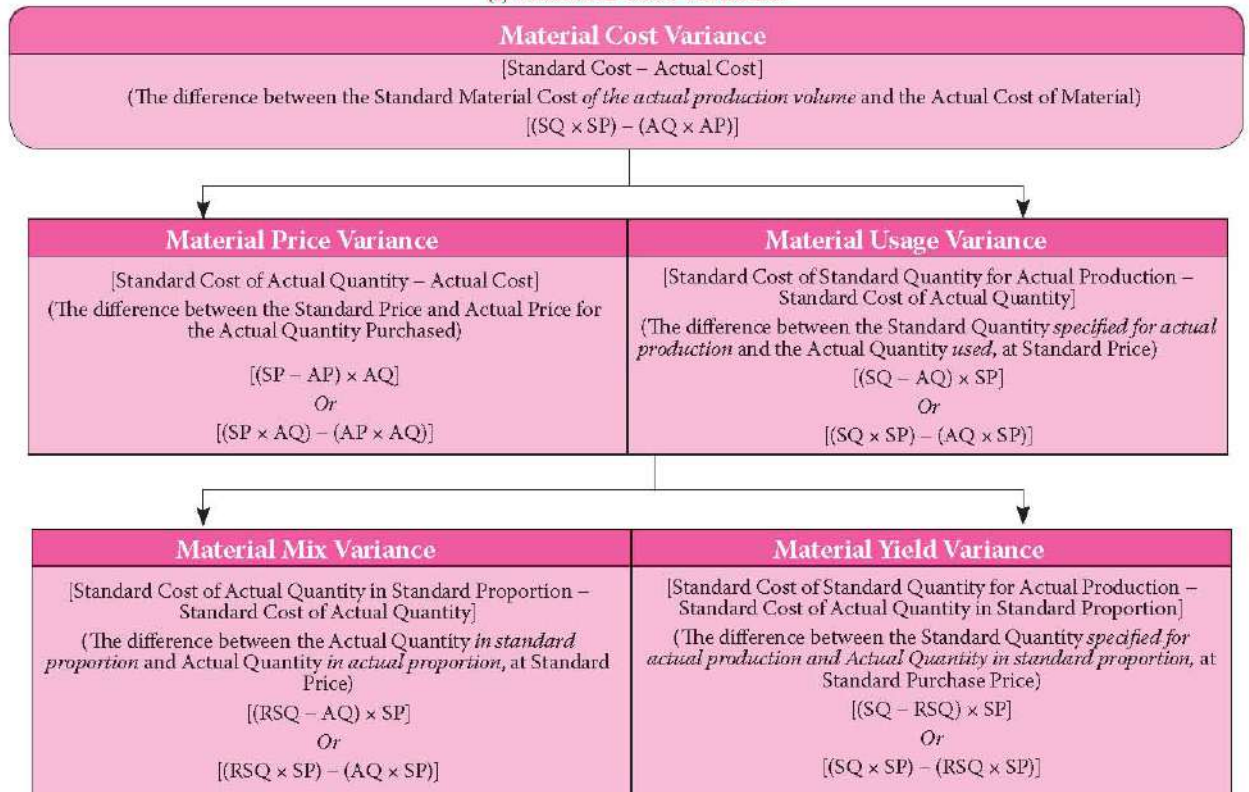 Material Cost Variance
[Standard Cost – Actual Cost]
(The difference between the Standard Material Cost of the actual production volume and the Actual Cost of Material)
[(SQ × SP) – (AQ × AP)]
Material Price Variance
[Standard Cost of Actual Quantity – Actual Cost]
(The difference between the Standard Price and Actual Price for
the Actual Quantity Purchased)
[(SP – AP) × AQ]
Or
[(SP × AQ) – (AP × AQ)]
Material Usage Variance
[Standard Cost of Standard Quantity for Actual Production –
Standard Cost of Actual Quantity]
(The difference between the Standard Quantity specified for actual
production and the Actual Quantity used, at Standard Price)
[(SQ – AQ) × SP]
Or
[(SQ × SP) – (AQ × SP)]
Material Mix Variance
[Standard Cost of Actual Quantity in Standard Proportion –
Standard Cost of Actual Quantity]
(The difference between the Actual Quantity in standard
proportion and Actual Quantity in actual proportion, at Standard
Price)
[(RSQ – AQ) × SP]
Or
[(RSQ × SP) – (AQ × SP)]
Material Yield Variance
[Standard Cost of Standard Quantity for Actual Production –
Standard Cost of Actual Quantity in Standard Proportion]
(The difference between the Standard Quantity specified for
actual production and Actual Quantity in standard proportion, at
Standard Purchase Price)
[(SQ – RSQ) × SP]
Or
[(SQ × SP) – (RSQ × SP)]